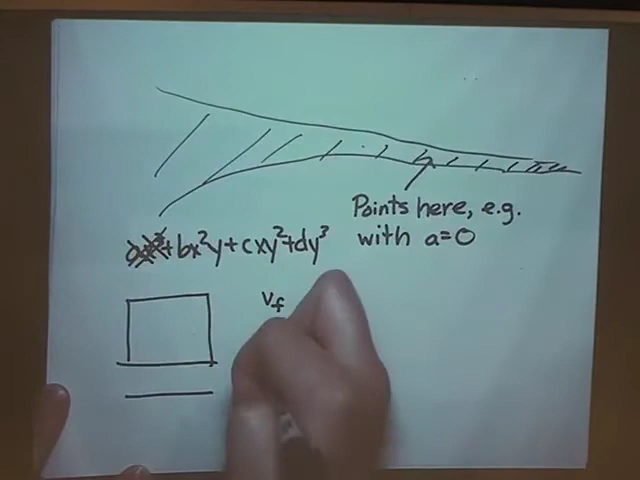 Points here, e.g.
with a=0
+bx²y+cxy²+dy³
v_f